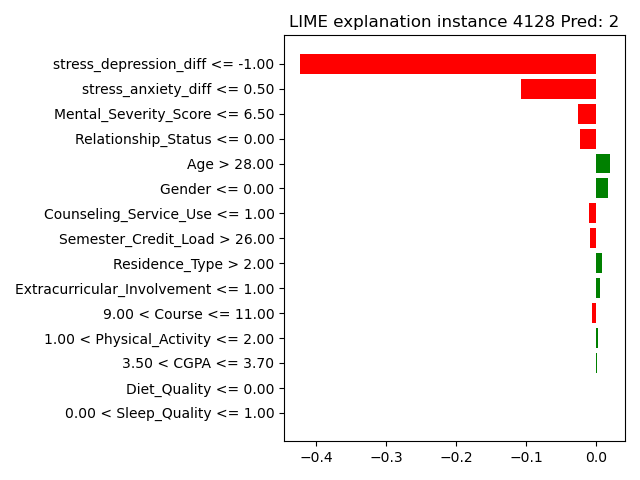 LIME explanation instance 4128 Pred: 2
stress_depression_diff <= -1.00
stress_anxiety_diff <= 0.50
Mental_Severity_Score <= 6.50
Relationship_Status <= 0.00
Age > 28.00
Gender <= 0.00
Counseling_Service_Use <= 1.00
Semester_Credit_Load > 26.00
Residence_Type > 2.00
Extracurricular_Involvement <= 1.00
9.00 < Course <= 11.00
1.00 < Physical_Activity <= 2.00
3.50 < CGPA <= 3.70
Diet_Quality <= 0.00
0.00 < Sleep_Quality <= 1.00
−0.4 −0.3 −0.2 −0.1 0.0